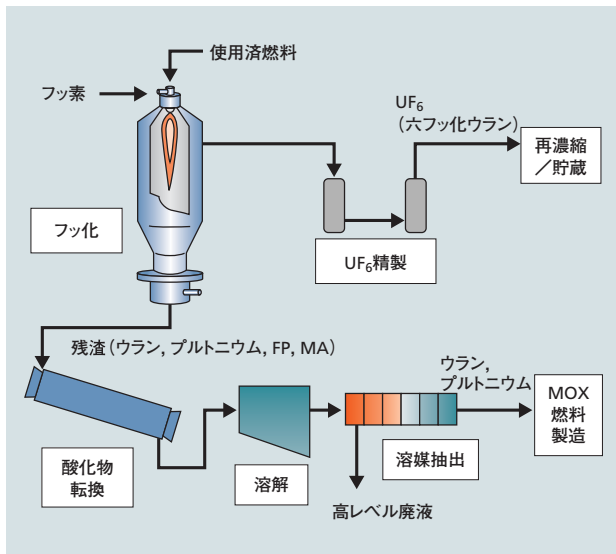 使用済燃料
フッ素
UF₆
(六フッ化ウラン)
再濃縮
/貯蔵
フッ化
UF₆精製
残渣(ウラン, プルトニウム, FP, MA)
ウラン,
プルトニウム
MOX
燃料
製造
酸化物
転換
溶解
溶媒抽出
高レベル廃液